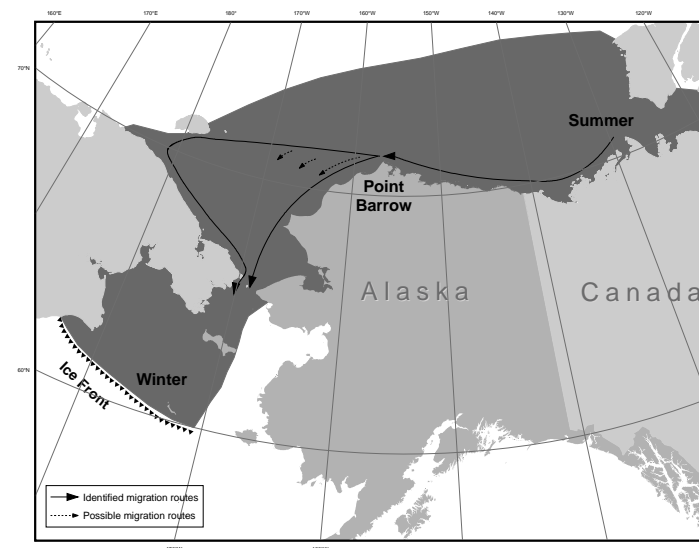 160°E 170°E 180° 170°W 160°W 150°W 140°W 130°W 120°W
70°N
Summer
Point
Barrow
Alaska
Canada
60°N
Winter
Ice Front
Identified migration routes
Possible migration routes